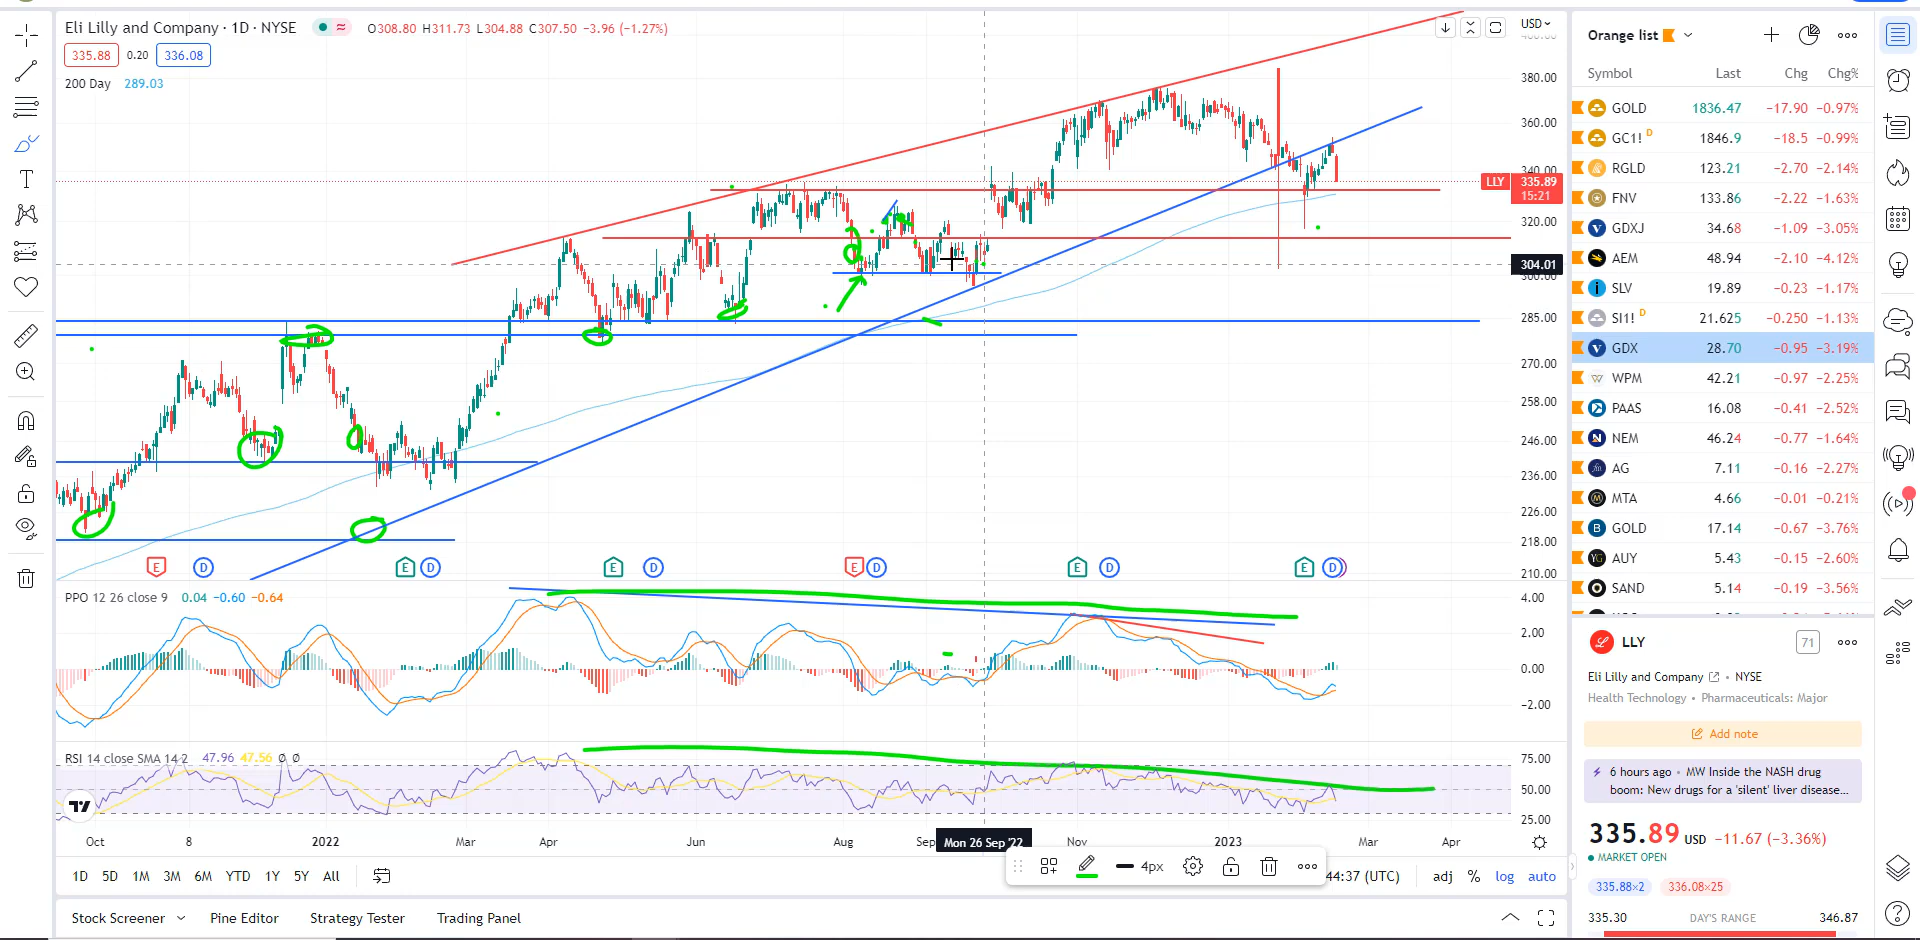 Eli Lilly and Company · 1D · NYSE
O308.80 H311.73 L304.88 C307.50 −3.96 (−1.27%)
335.88 0.20 336.08
200 Day 289.03
USD
380.00
360.00
340.00
LLY 335.89
15:21
320.00
304.01
300.00
285.00
270.00
258.00
246.00
236.00
226.00
218.00
210.00
E D E D E D E D E D E D
PPO 12 26 close 9 0.04 −0.60 −0.64
4.00
2.00
0.00
−2.00
RSI 14 close SMA 14 2 47.96 47.56 Ø Ø
75.00
50.00
25.00
Oct 8 2022 Mar Apr Jun Aug Sep Mon 26 Sep '22 Nov 2023 Mar Apr
4px
1D 5D 1M 3M 6M YTD 1Y 5Y All
44:37 (UTC) adj % log auto
Stock Screener Pine Editor Strategy Tester Trading Panel
Orange list
Symbol Last Chg Chg%
GOLD 1836.47 −17.90 −0.97%
GC1! D 1846.9 −18.5 −0.99%
RGLD 123.21 −2.70 −2.14%
FNV 133.86 −2.22 −1.63%
GDXJ 34.68 −1.09 −3.05%
AEM 48.94 −2.10 −4.12%
SLV 19.89 −0.23 −1.17%
SI1! D 21.625 −0.250 −1.13%
GDX 28.70 −0.95 −3.19%
WPM 42.21 −0.97 −2.25%
PAAS 16.08 −0.41 −2.52%
NEM 46.24 −0.77 −1.64%
AG 7.11 −0.16 −2.27%
MTA 4.66 −0.01 −0.21%
GOLD 17.14 −0.67 −3.76%
AUY 5.43 −0.15 −2.60%
SAND 5.14 −0.19 −3.56%
LLY 71
Eli Lilly and Company • NYSE
Health Technology • Pharmaceuticals: Major
Add note
6 hours ago • MW Inside the NASH drug
boom: New drugs for a 'silent' liver disease...
335.89 USD −11.67 (−3.36%)
MARKET OPEN
335.88×2 336.08×25
335.30 DAY'S RANGE 346.87